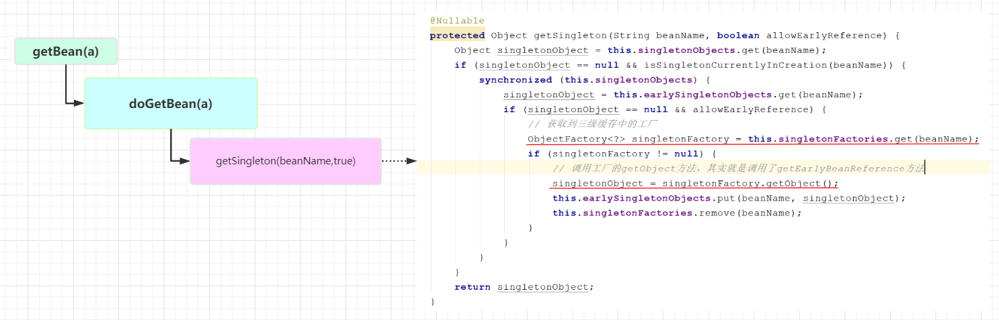 getBean(a)
doGetBean(a)
getSingleton(beanName,true)
@Nullable
protected Object getSingleton(String beanName, boolean allowEarlyReference) {
Object singletonObject = this.singletonObjects.get(beanName);
if (singletonObject == null && isSingletonCurrentlyInCreation(beanName)) {
synchronized (this.singletonObjects) {
singletonObject = this.earlySingletonObjects.get(beanName);
if (singletonObject == null && allowEarlyReference) {
// 获取到三级缓存中的工厂
ObjectFactory<?> singletonFactory = this.singletonFactories.get(beanName);
if (singletonFactory != null) {
// 调用工厂的getObject方法，其实就是调用了getEarlyBeanReference方法
singletonObject = singletonFactory.getObject();
this.earlySingletonObjects.put(beanName, singletonObject);
this.singletonFactories.remove(beanName);
}
}
}
}
return singletonObject;
}